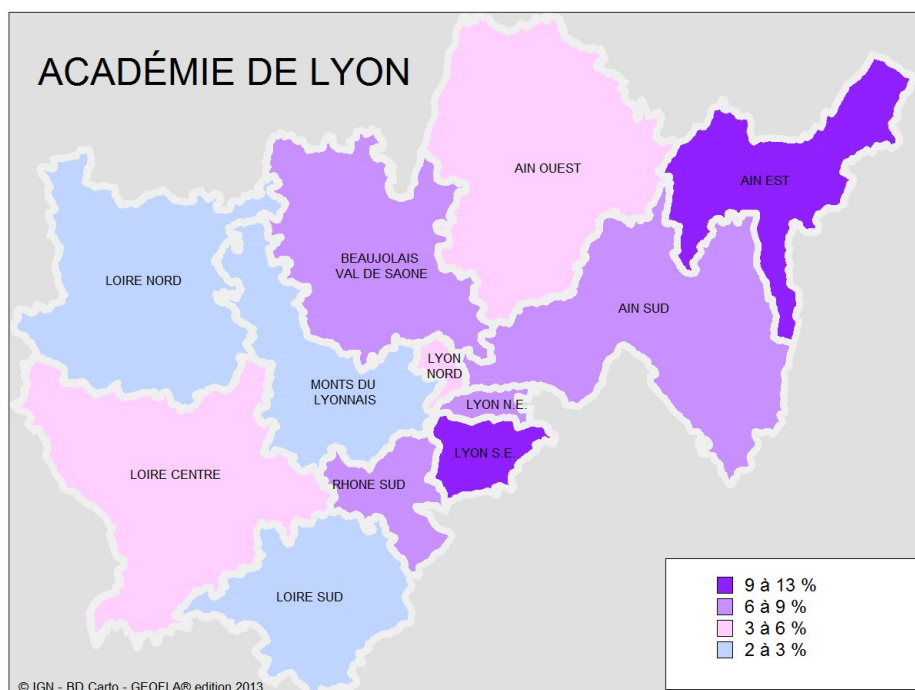 ACADÉMIE DE LYON
AIN OUEST
AIN EST
BEAUJOLAIS
VAL DE SAONE
LOIRE NORD
AIN SUD
LYON
NORD
MONTS DU
LYONNAIS
LYON N.E.
LYON S.E.
LOIRE CENTRE
RHONE SUD
LOIRE SUD
9 à 13 %
6 à 9 %
3 à 6 %
2 à 3 %
© IGN - BD Carto - GEOFLA® edition 2013